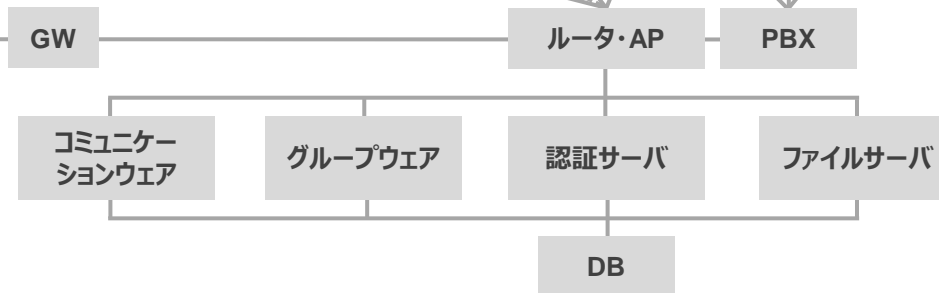 GW
ルータ・AP
PBX
コミュニケー
ションウェア
グループウェア
認証サーバ
ファイルサーバ
DB